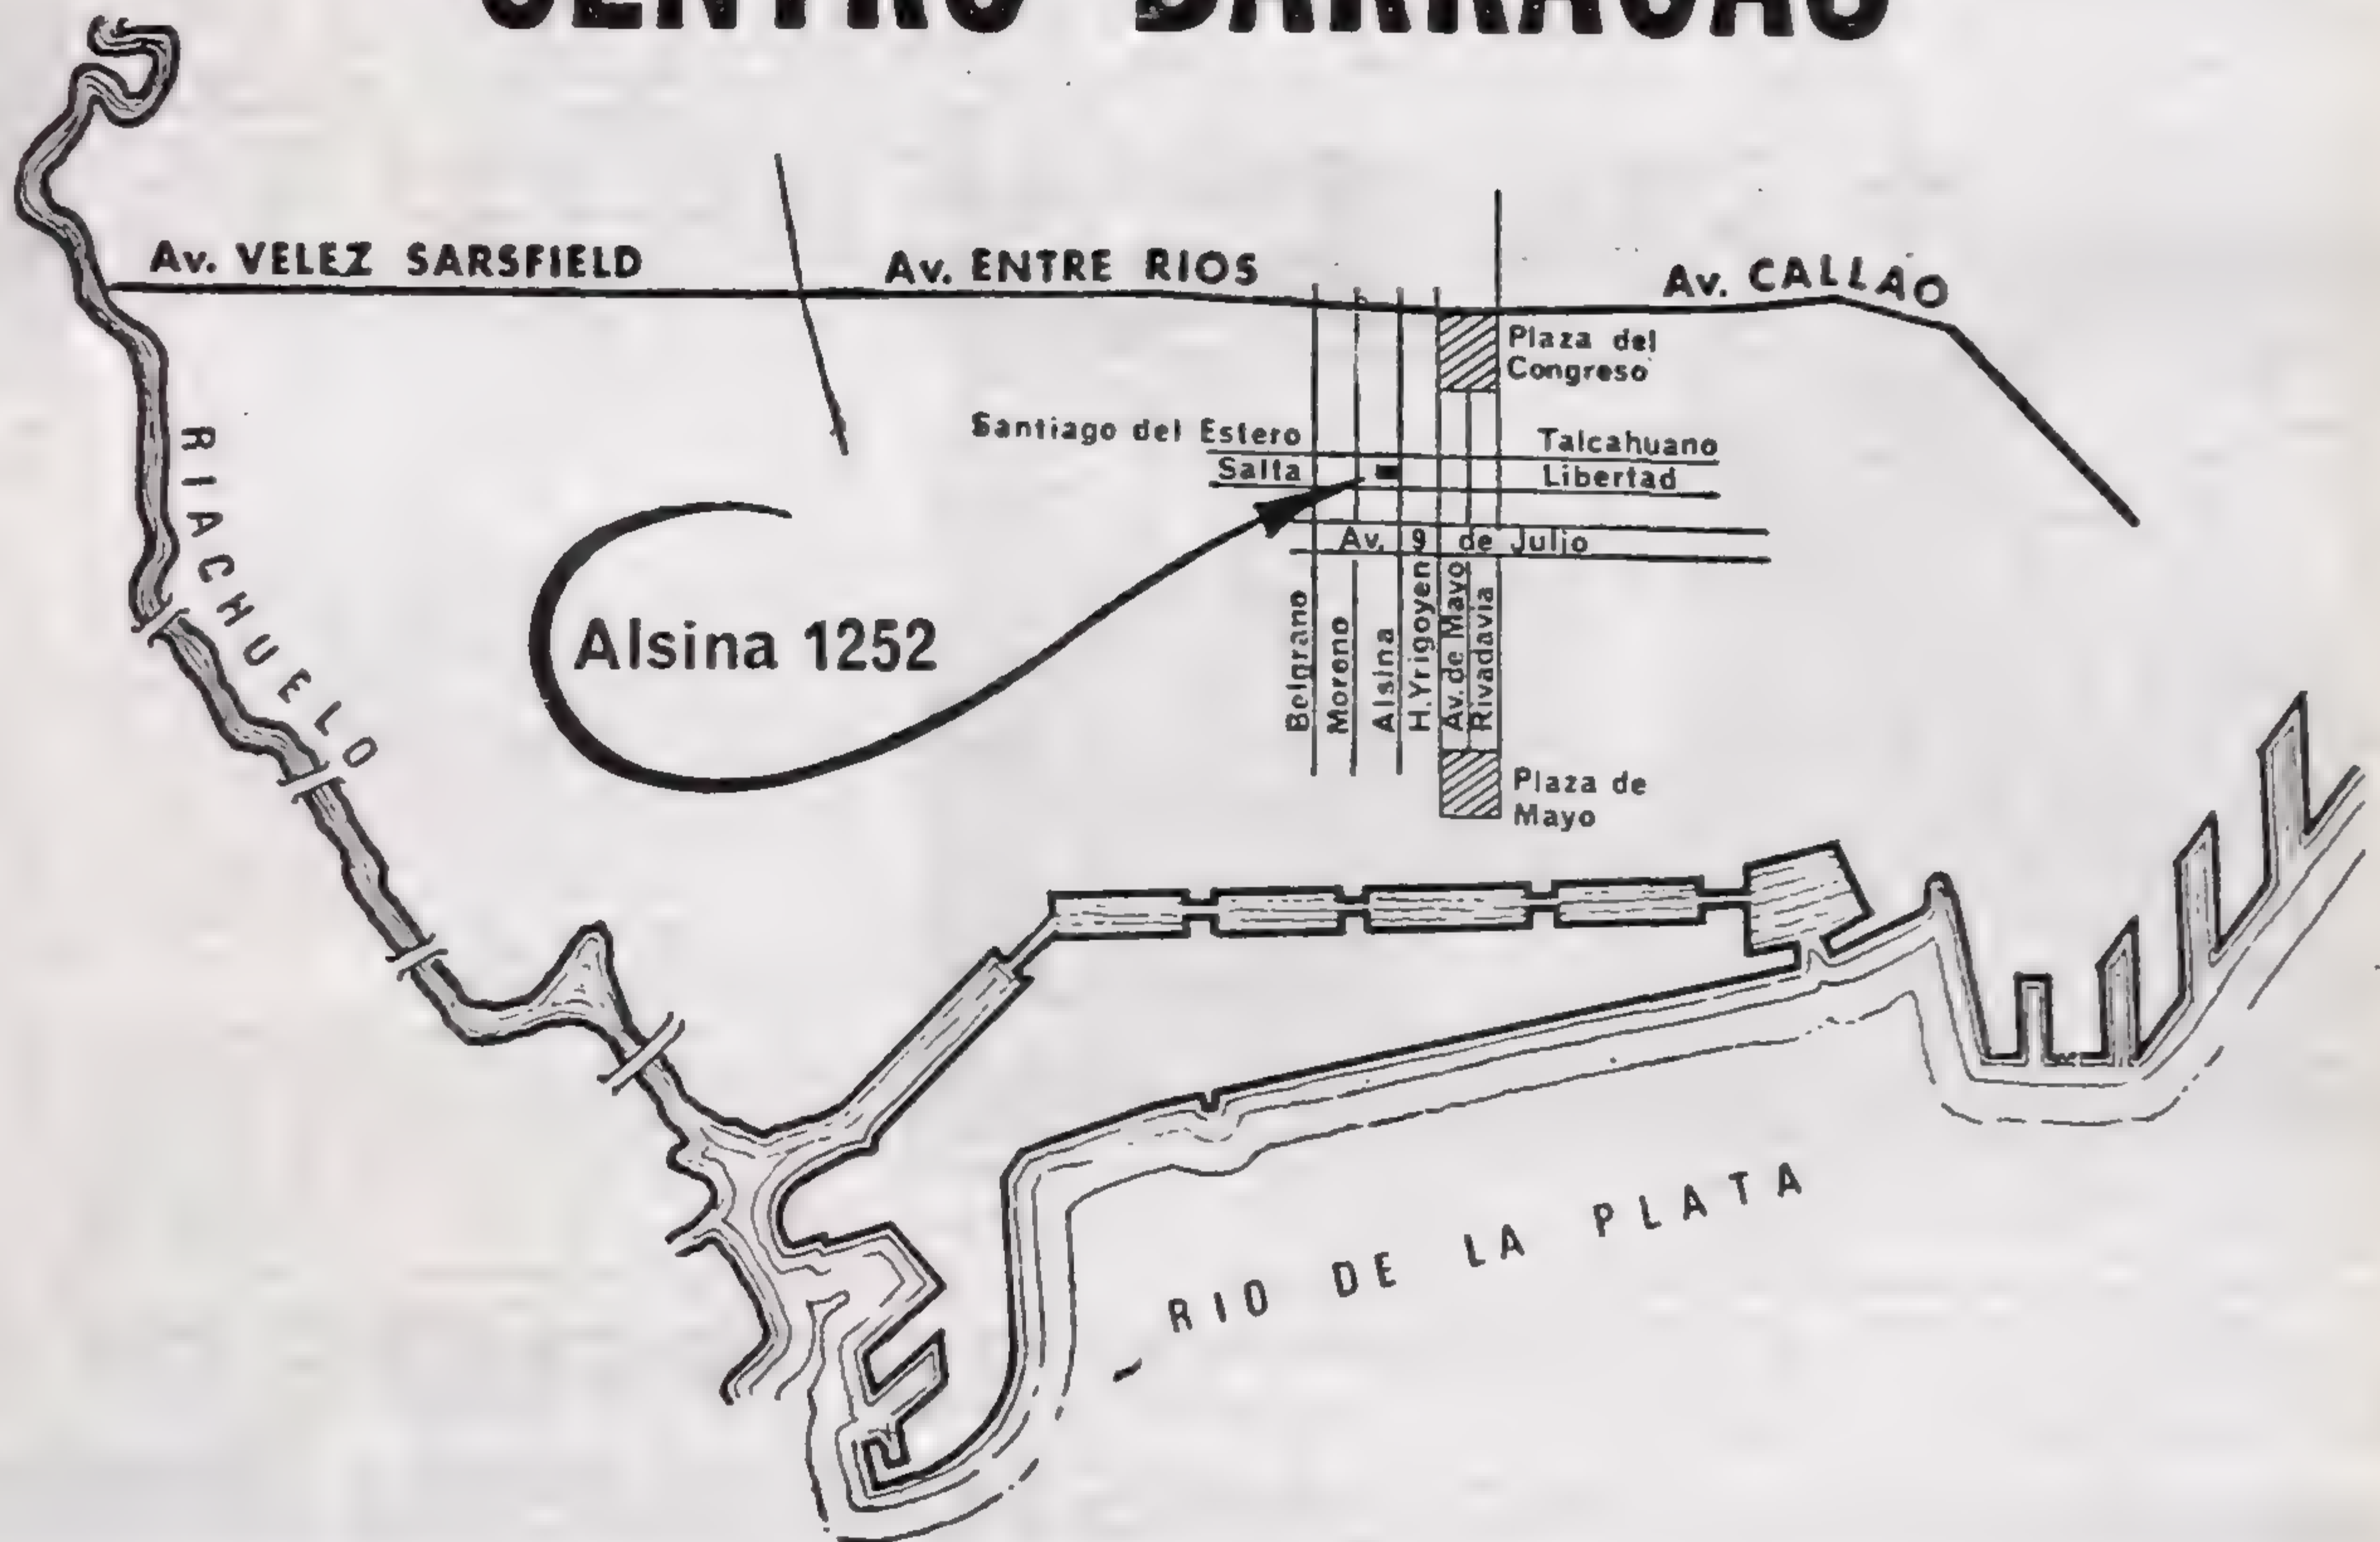 CENTRO BARRACAS
Av. VELEZ SARSFIELD
Av. ENTRE RIOS
Av. CALLAO
Plaza del
Congreso
Santiago del Estero
Talcahuano
Salta
Libertad
Av. 9 de Julio
RIACHUELO
Alsina 1252
Belgrano
Moreno
Alsina
H.Yrigoyen
Av. de Mayo
Rivadavia
Plaza de
Mayo
RIO DE LA PLATA